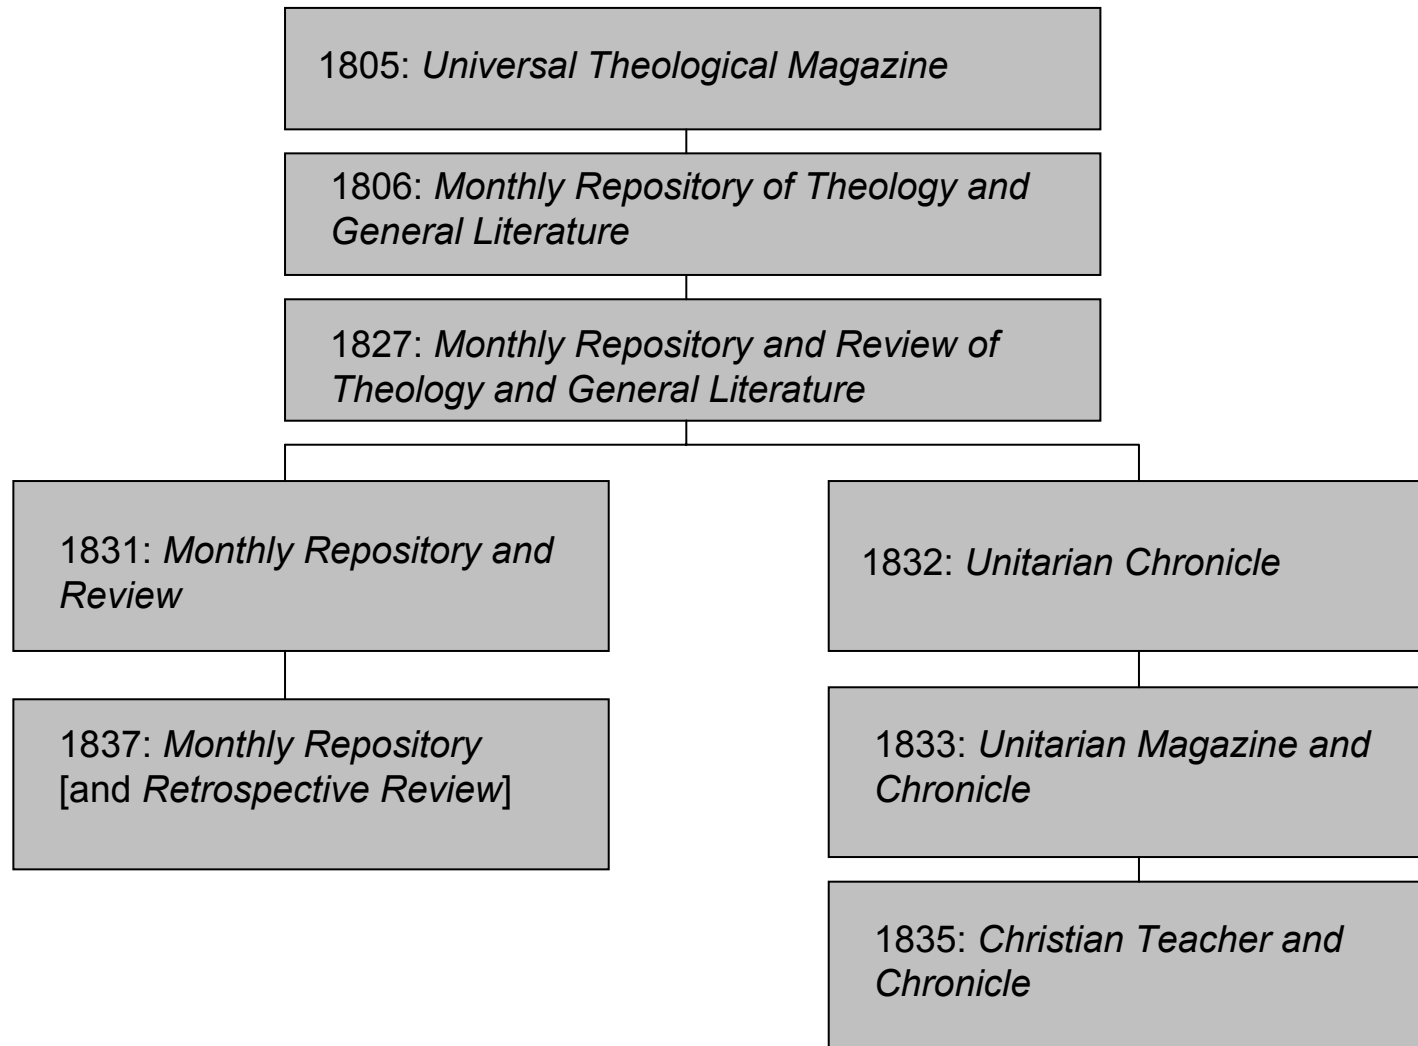 1805: Universal Theological Magazine
1806: Monthly Repository of Theology and
General Literature
1827: Monthly Repository and Review of
Theology and General Literature
1831: Monthly Repository and
Review
1832: Unitarian Chronicle
1837: Monthly Repository
[and Retrospective Review]
1833: Unitarian Magazine and
Chronicle
1835: Christian Teacher and
Chronicle